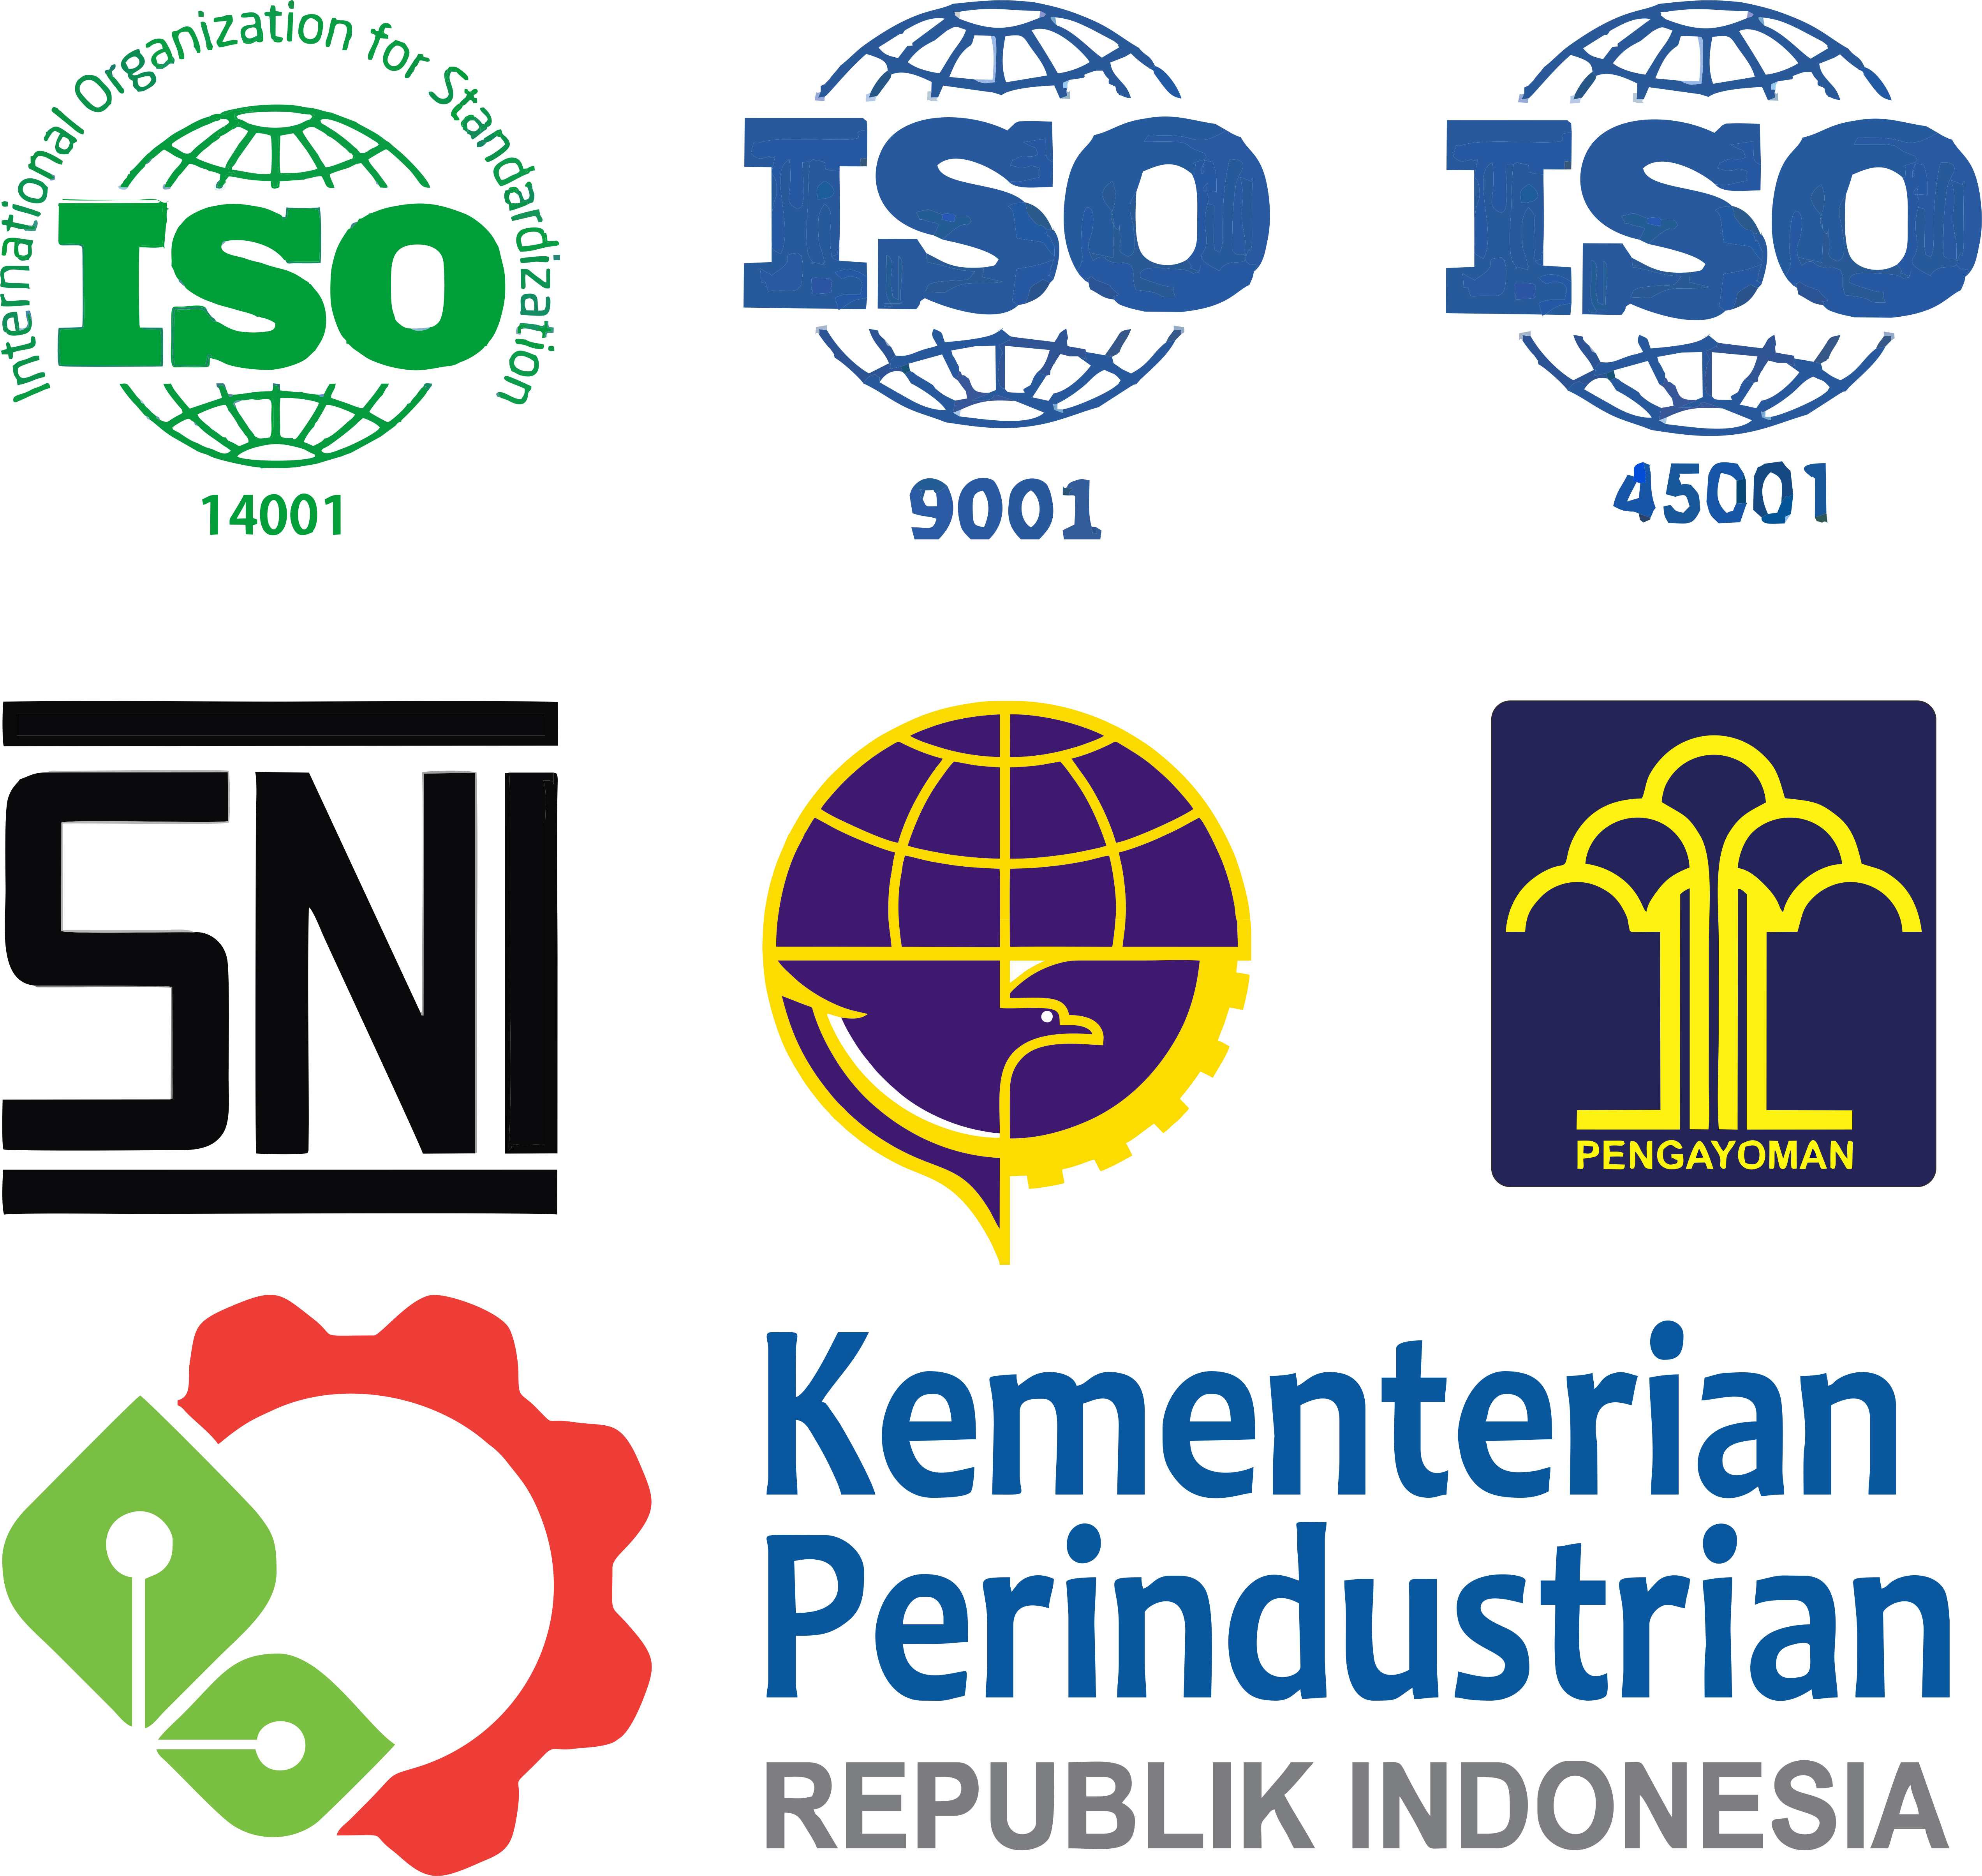 International Organization for Standardization
ISO
14001
ISO
9001
ISO
45001
SNI
PENGAYOMAN
Kementerian
Perindustrian
REPUBLIK INDONESIA